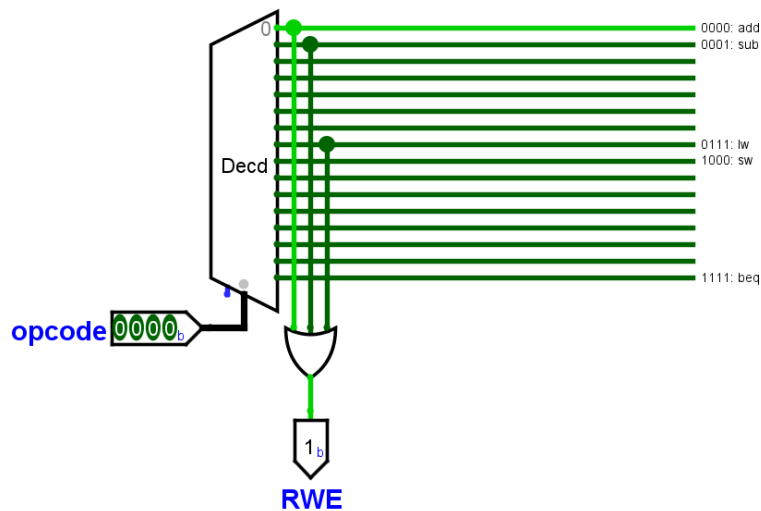 0
0000: add
0001: sub
0111: lw
Decd
1000: sw
1111: beq
opcode 0000b
1b
RWE